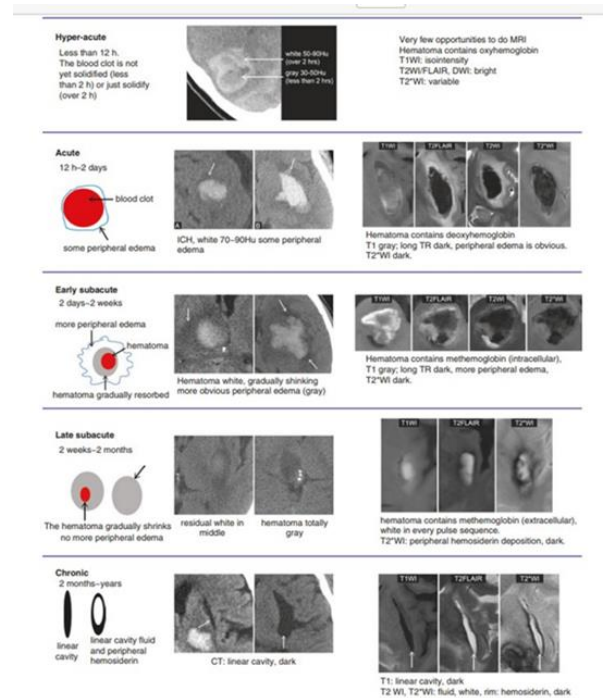 Hyper-acute
Less than 12 h.
The blood clot is not
yet solidified (less
than 2 h) or just solidify
(over 2 h)
white 50-90Hu
(over 2 hrs)
gray 30-50Hu
(less than 2 hrs)
Very few opportunities to do MRI
Hematoma contains oxyhemoglobin
T1WI: isointensity
T2WI/FLAIR, DWI: bright
T2*WI: variable
Acute
12 h–2 days
blood clot
some peripheral edema
A
ICH, white 70–90Hu some peripheral
edema
T1WI T2FLAIR T2WI T2*WI
Hematoma contains deoxyhemoglobin
T1 gray; long TR dark, peripheral edema is obvious.
T2*WI dark.
Early subacute
2 days~2 weeks
more peripheral edema
hematoma
hematoma gradually resorbed
Hematoma white, gradually shinking
more obvious peripheral edema (gray)
T1WI T2FLAIR T2WI T2*WI
Hematoma contains methemoglobin (intracellular),
T1 gray; long TR dark, more peripheral edema,
T2*WI dark.
Late subacute
2 weeks~2 months
The hematoma gradually shrinks
no more peripheral edema
residual white in
middle
hematoma totally
gray
T1WI T2FLAIR T2*WI
hematoma contains methemoglobin (extracellular),
white in every pulse sequence.
T2*WI: peripheral hemosiderin deposition, dark.
Chronic
2 months~years
linear
cavity
linear cavity fluid
and peripheral
hemosiderin
CT: linear cavity, dark
T1WI T2FLAIR T2*WI
T1: linear cavity, dark
T2 WI, T2*WI: fluid, white, rim: hemosiderin, dark